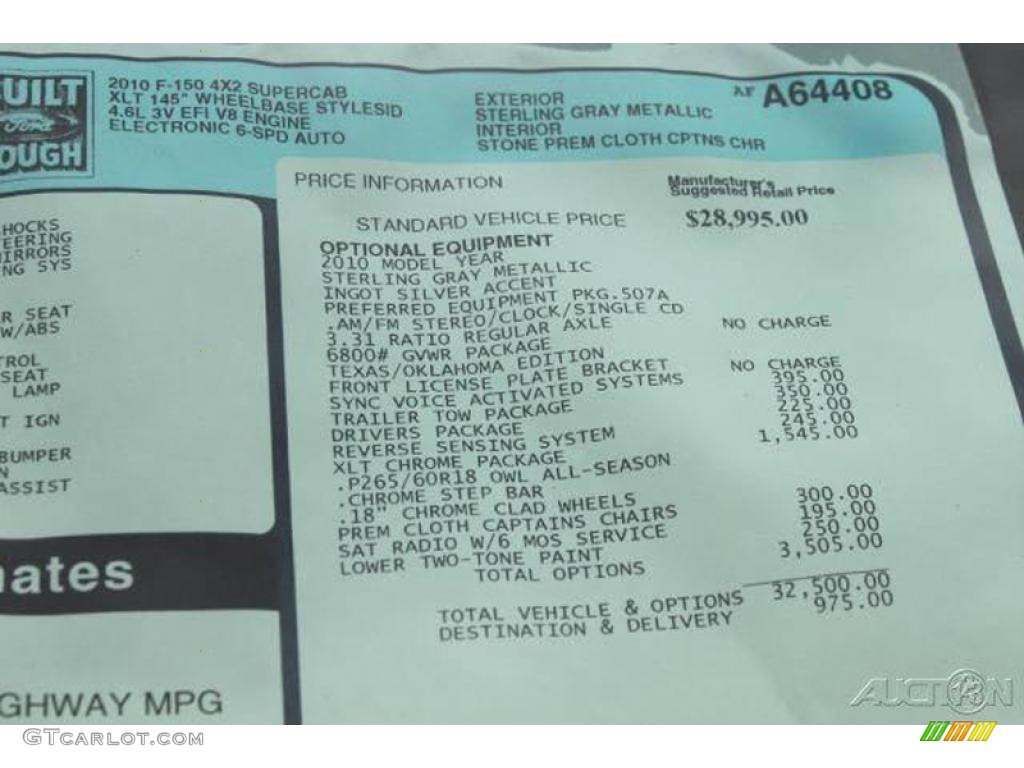 UILT
Ford
OUGH
2010 F-150 4X2 SUPERCAB
XLT 145" WHEELBASE STYLESID
4.6L 3V EFI V8 ENGINE
ELECTRONIC 6-SPD AUTO
EXTERIOR
STERLING GRAY METALLIC
INTERIOR
STONE PREM CLOTH CPTNS CHR
AF A64408
HOCKS
EERING
IRRORS
NG SYS
R SEAT
W/ABS
TROL
SEAT
LAMP
T IGN
BUMPER
N
ASSIST
ates
GHWAY MPG
PRICE INFORMATION
Manufacturer's
Suggested Retail Price
STANDARD VEHICLE PRICE $28,995.00
OPTIONAL EQUIPMENT
2010 MODEL YEAR
STERLING GRAY METALLIC
INGOT SILVER ACCENT
PREFERRED EQUIPMENT PKG.507A
.AM/FM STEREO/CLOCK/SINGLE CD
3.31 RATIO REGULAR AXLE NO CHARGE
6800# GVWR PACKAGE
TEXAS/OKLAHOMA EDITION
FRONT LICENSE PLATE BRACKET NO CHARGE
SYNC VOICE ACTIVATED SYSTEMS 395.00
TRAILER TOW PACKAGE 350.00
DRIVERS PACKAGE 225.00
REVERSE SENSING SYSTEM 245.00
XLT CHROME PACKAGE 1,545.00
.P265/60R18 OWL ALL-SEASON
.CHROME STEP BAR
.18" CHROME CLAD WHEELS
PREM CLOTH CAPTAINS CHAIRS 300.00
SAT RADIO W/6 MOS SERVICE 195.00
LOWER TWO-TONE PAINT 250.00
TOTAL OPTIONS 3,505.00
TOTAL VEHICLE & OPTIONS 32,500.00
DESTINATION & DELIVERY 975.00
AUCTION
123
GTCARLOT.COM